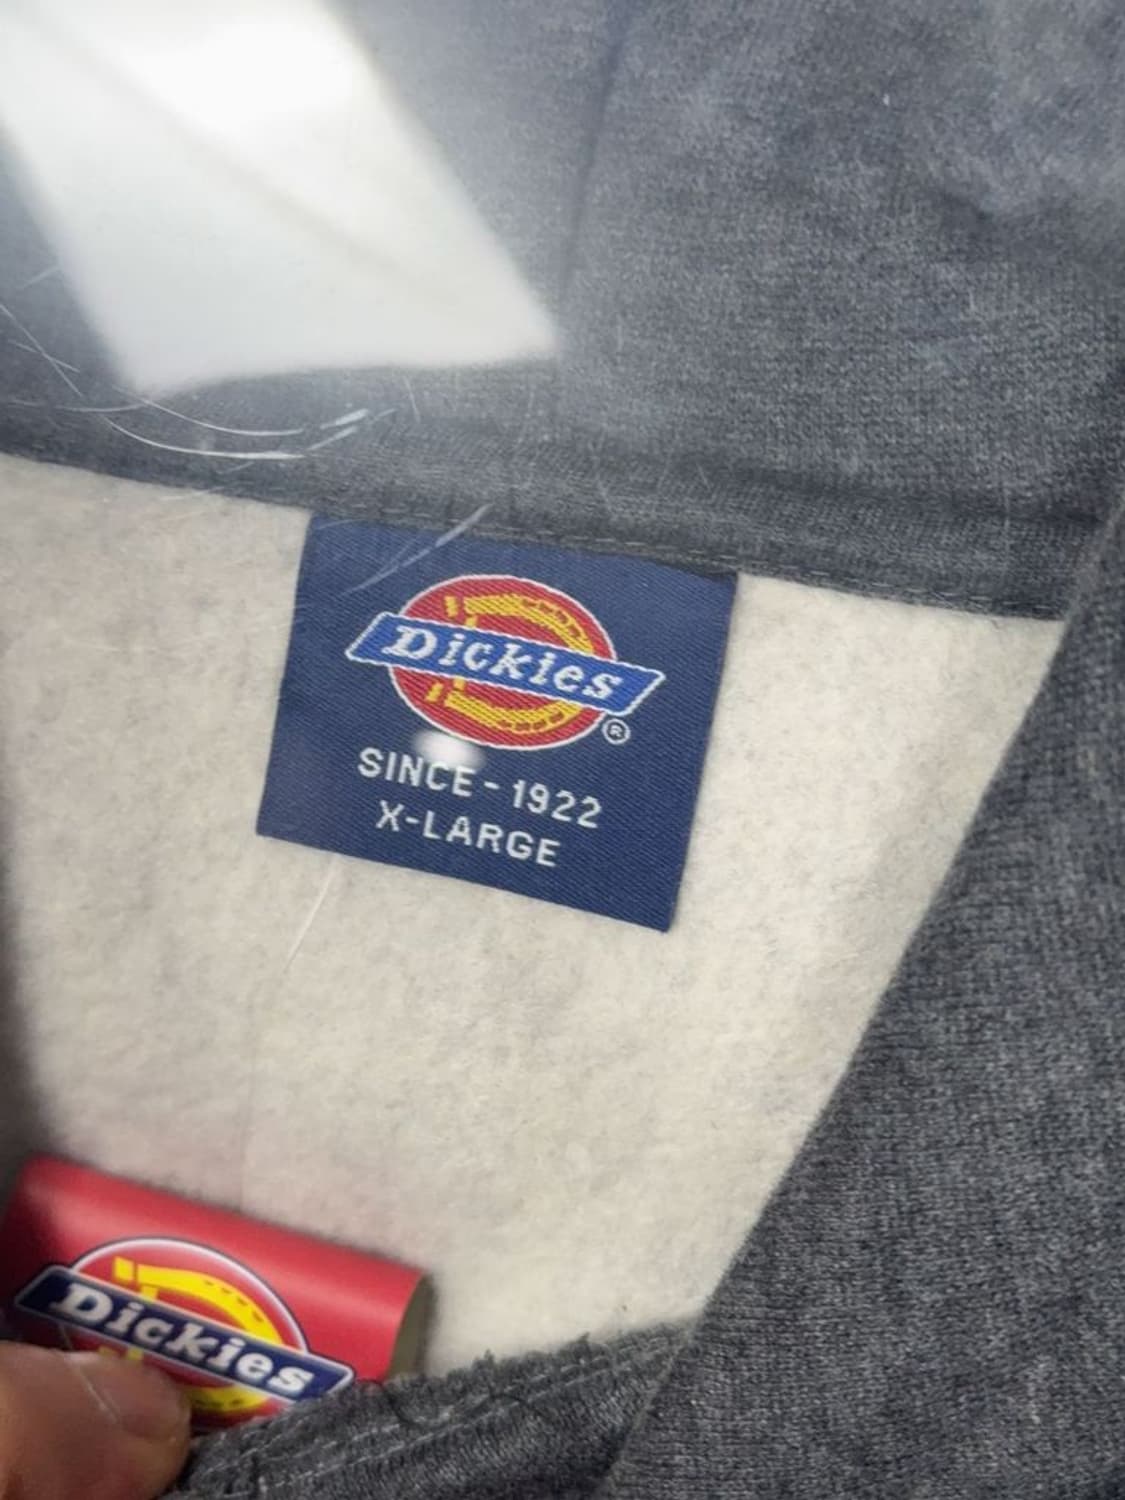 Dickies
®
SINCE - 1922
X-LARGE
Dickies